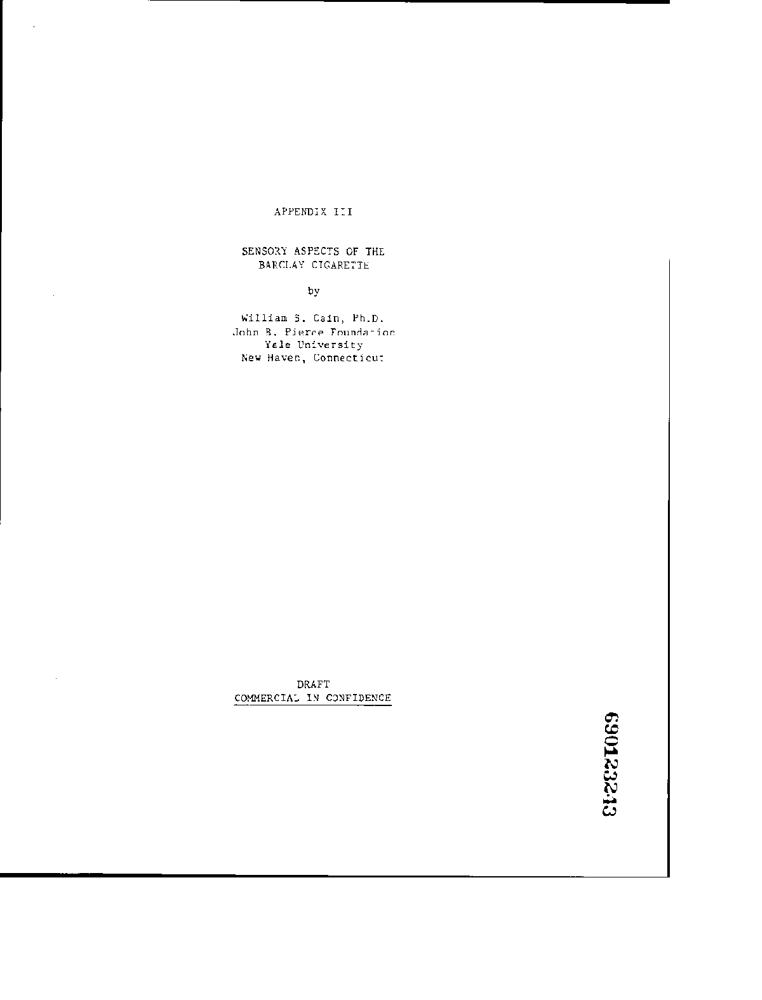 APPENDIX III
SENSORY ASPECTS OF THE
BARCLAY CIGARETTE
by
William S. Cain, Ph.D.
John B. Pierce Foundation
Yale University
New Haven, Connecticut
DRAFT
COMMERCIAL IN CONFIDENCE
690123243